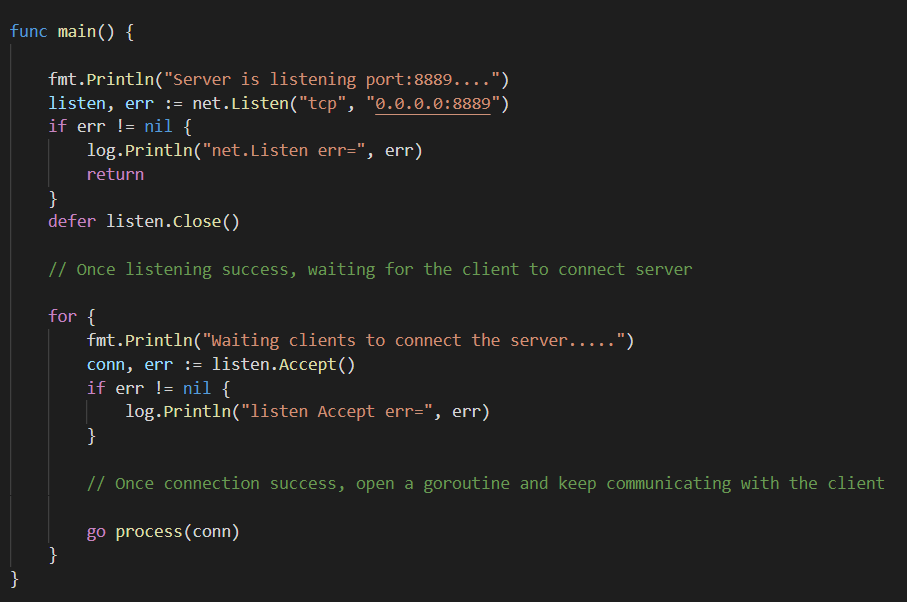 func main() {
    fmt.Println("Server is listening port:8889....")
    listen, err := net.Listen("tcp", "0.0.0.0:8889")
    if err != nil {
        log.Println("net.Listen err=", err)
        return
    }
    defer listen.Close()
    // Once listening success, waiting for the client to connect server
    for {
        fmt.Println("Waiting clients to connect the server.....")
        conn, err := listen.Accept()
        if err != nil {
            log.Println("listen Accept err=", err)
        }
        // Once connection success, open a goroutine and keep communicating with the client
        go process(conn)
    }
}